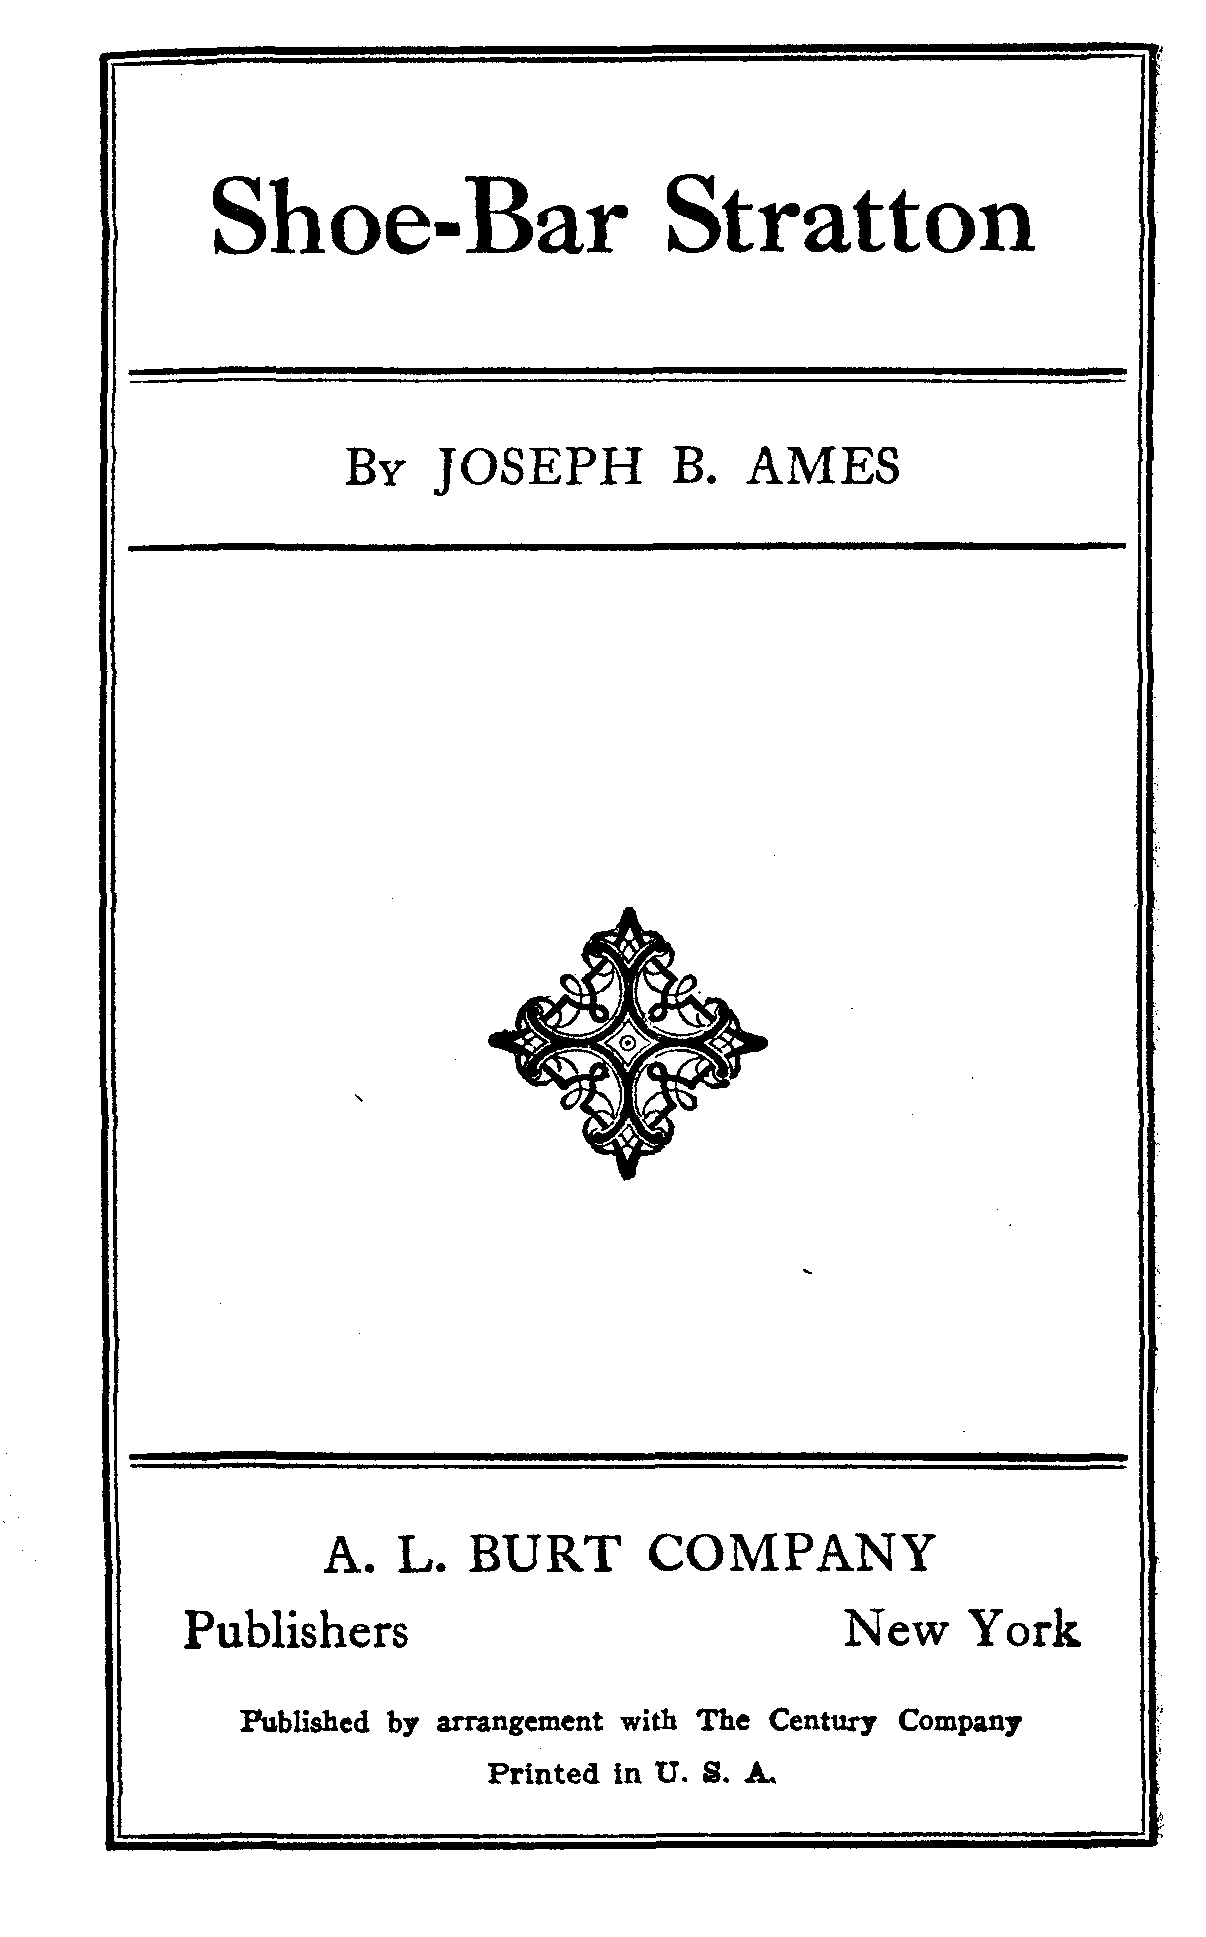 Shoe-Bar Stratton
By JOSEPH B. AMES
A. L. BURT COMPANY
Publishers New York
Published by arrangement with The Century Company
Printed in U. S. A.